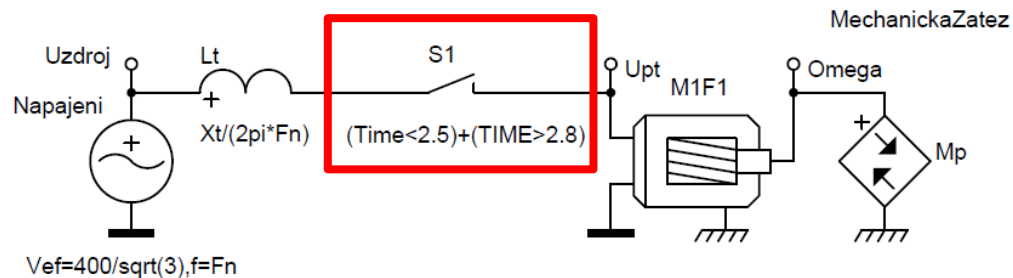 MechanickaZatez
Uzdroj
Lt
S1
Upt
Omega
M1F1
Napajeni
Xt/(2pi*Fn)
(Time<2.5)+(TIME>2.8)
Mp
Vef=400/sqrt(3),f=Fn